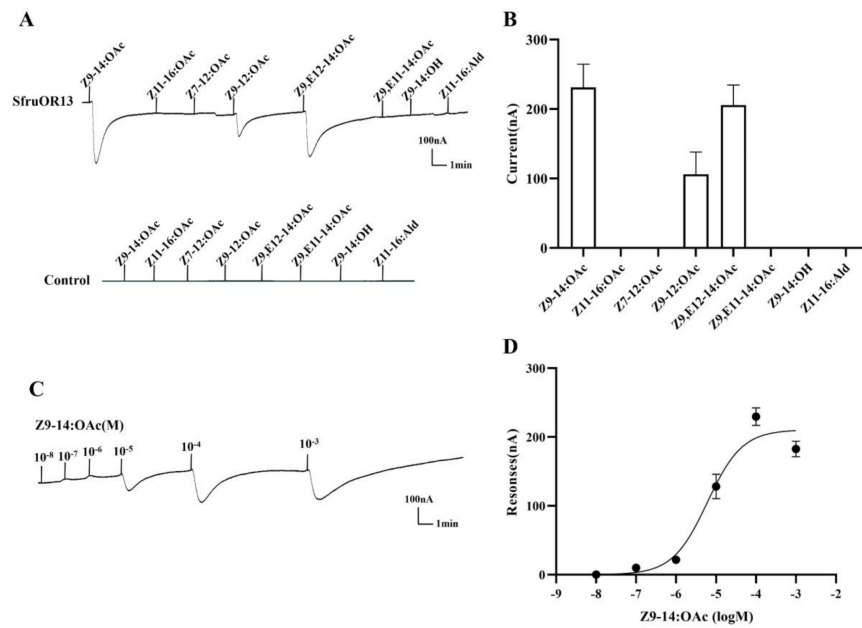 A
Z9-14:OAc
Z11-16:OAc
Z7-12:OAc
Z9-12:OAc
Z9,E12-14:OAc
Z9,E11-14:OAc
Z9-14:OH
Z11-16:Ald
SfruOR13
100nA
1min
Z9-14:OAc
Z11-16:OAc
Z7-12:OAc
Z9-12:OAc
Z9,E12-14:OAc
Z9,E11-14:OAc
Z9-14:OH
Z11-16:Ald
Control
B
300
200
100
0
Current(nA)
Z9-14:OAc
Z11-16:OAc
Z7-12:OAc
Z9-12:OAc
Z9,E12-14:OAc
Z9,E11-14:OAc
Z9-14:OH
Z11-16:Ald
C
Z9-14:OAc(M)
10⁻⁸ 10⁻⁷ 10⁻⁶ 10⁻⁵ 10⁻⁴ 10⁻³
100nA
1min
D
300
200
100
0
Resonses(nA)
-9 -8 -7 -6 -5 -4 -3 -2
Z9-14:OAc (logM)